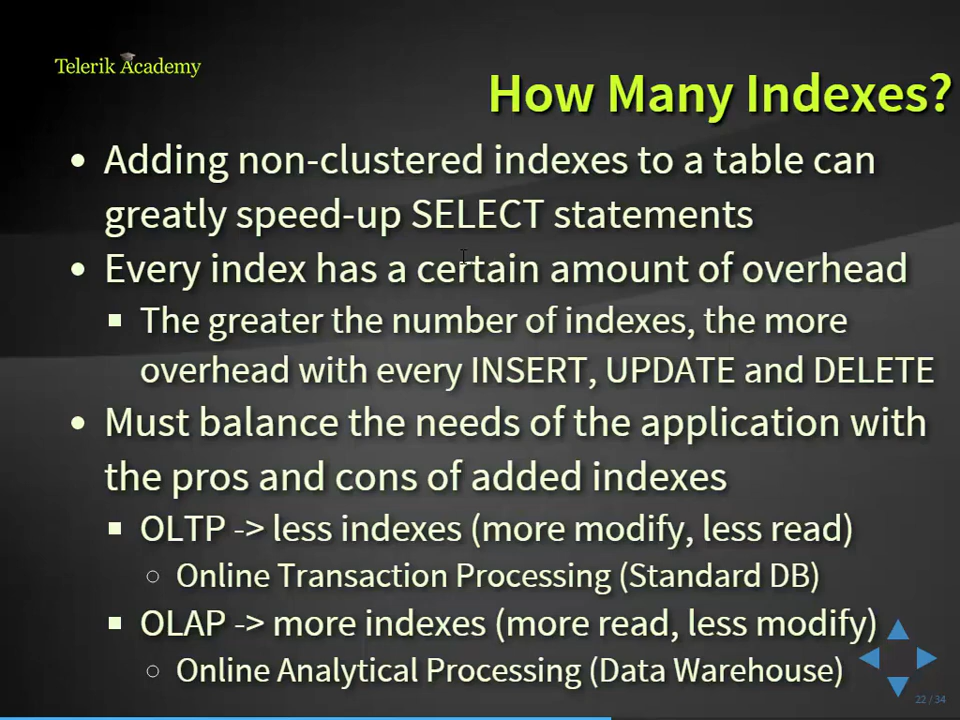 Telerik Academy
How Many Indexes?
• Adding non-clustered indexes to a table can
greatly speed-up SELECT statements
• Every index has a certain amount of overhead
▪ The greater the number of indexes, the more
overhead with every INSERT, UPDATE and DELETE
• Must balance the needs of the application with
the pros and cons of added indexes
▪ OLTP -> less indexes (more modify, less read)
○ Online Transaction Processing (Standard DB)
▪ OLAP -> more indexes (more read, less modify)
○ Online Analytical Processing (Data Warehouse)
22 / 34